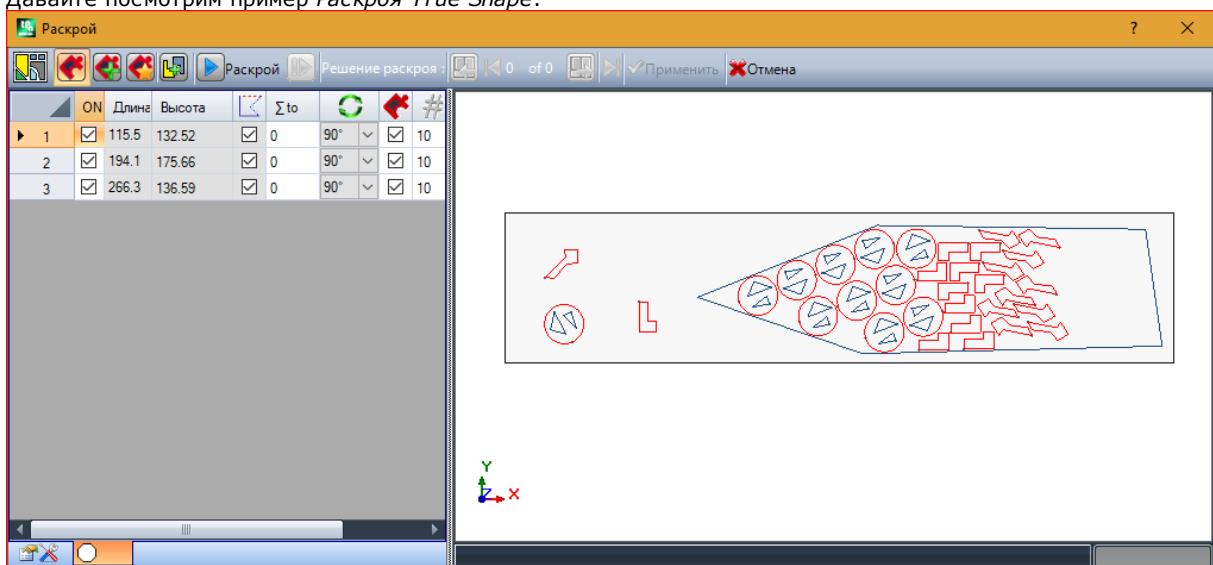 Давайте посмотрим пример Раскроя True Shape:
Раскрой ? ×
Раскрой Решение раскроя : 0 of 0 Применить Отмена
ON Длина Высота Σ to #
1 115.5 132.52 0 90° 10
2 194.1 175.66 0 90° 10
3 266.3 136.59 0 90° 10
Y
Z X